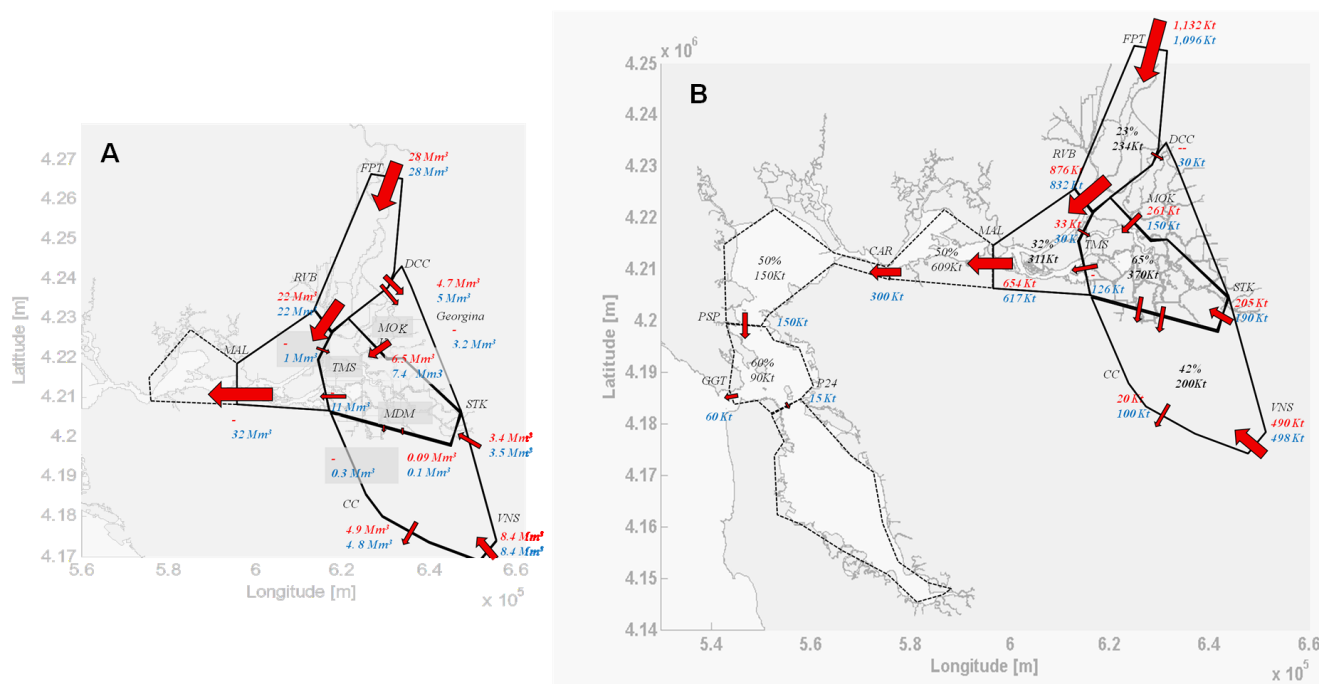 A
4.27
4.26
4.25
4.24
4.23
4.22
4.21
4.2
4.19
4.18
4.17
Latitude [m]
5.6
5.8
6
6.2
6.4
6.6
Longitude [m]
x 10⁵
FPT
28 Mm³
28 Mm³
DCC
4.7 Mm³
5 Mm³
Georgina
-
3.2 Mm³
RVB
22 Mm³
22 Mm³
-
1 Mm³
MOK
6.5 Mm³
7.4 Mm3
TMS
MAL
-
32 Mm³
11 Mm³
MDM
STK
3.4 Mm³
3.5 Mm³
-
0.3 Mm³
0.09 Mm³
0.1 Mm³
CC
4.9 Mm³
4.8 Mm³
VNS
8.4 Mm³
8.4 Mm³
B
x 10⁶
4.25
4.24
4.23
4.22
4.21
4.2
4.19
4.18
4.17
4.16
4.15
4.14
Latitude [m]
5.4
5.6
5.8
6
6.2
6.4
6.6
Longitude [m]
x 10⁵
FPT
1,132 Kt
1,096 Kt
23%
234Kt
DCC
--
30 Kt
RVB
876 Kt
832 Kt
MOK
261 Kt
150 Kt
33 Kt
30 Kt
TMS
32%
311Kt
65%
370Kt
-
126 Kt
MAL
654 Kt
617 Kt
CAR
300 Kt
50%
609Kt
50%
150Kt
STK
205 Kt
190 Kt
PSP
150Kt
60%
90Kt
GGT
60 Kt
P24
15 Kt
42%
200Kt
CC
20 Kt
100 Kt
VNS
490 Kt
498 Kt